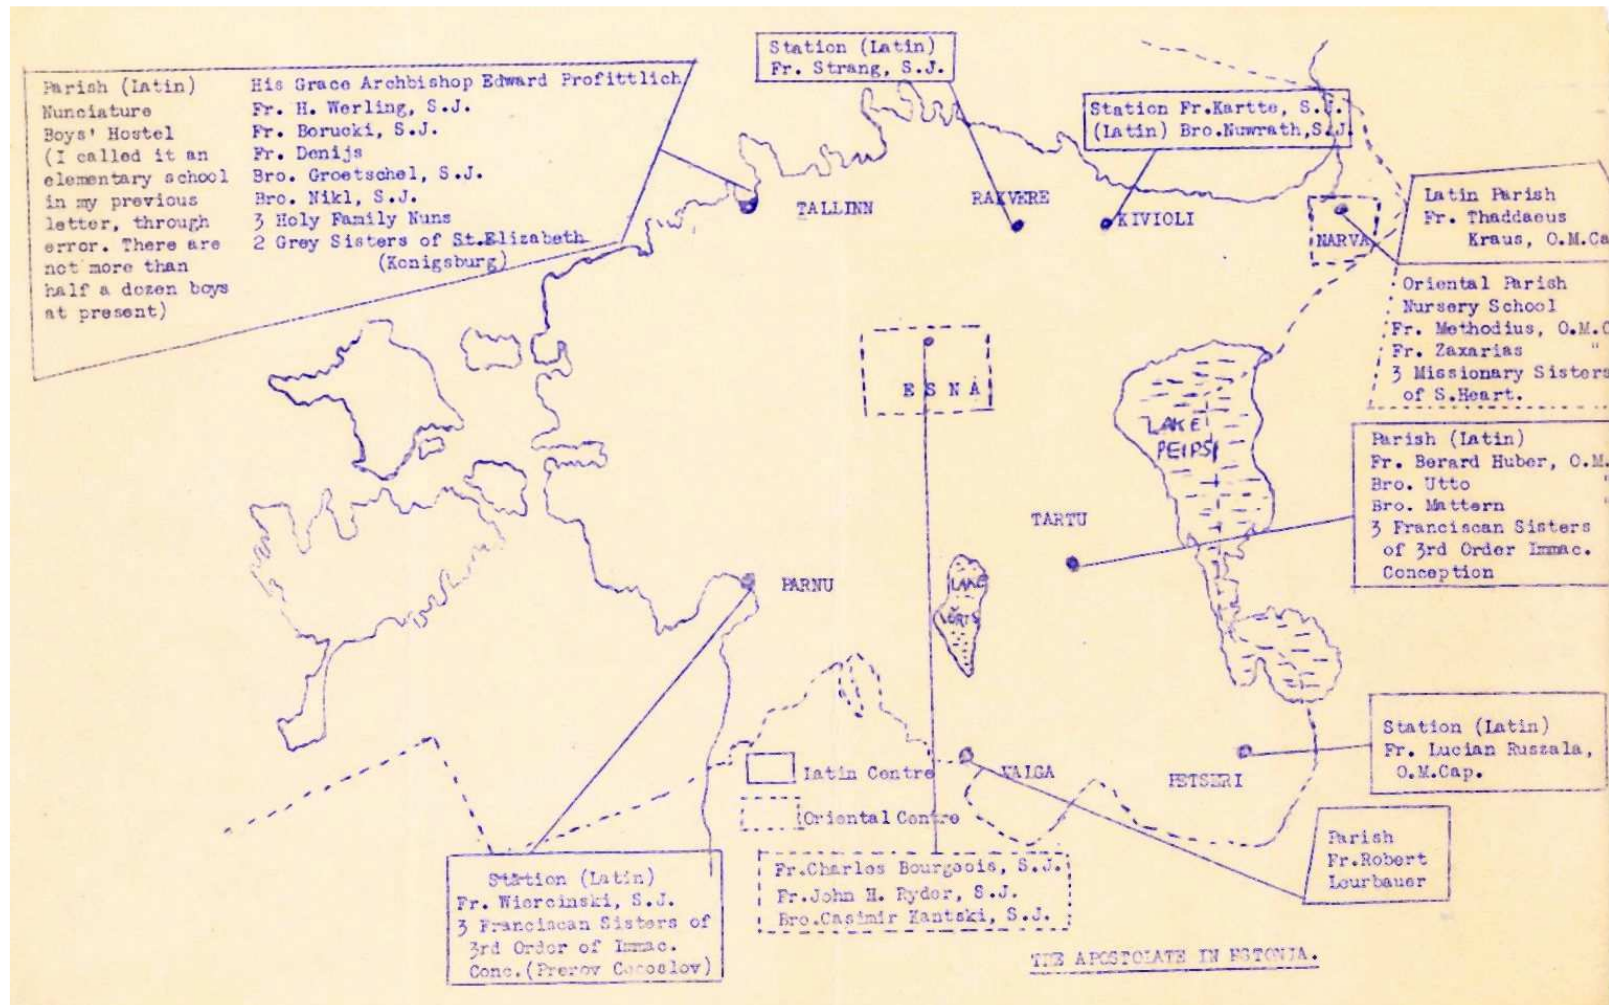 Parish (Latin)
Nunciature
Boys' Hostel
(I called it an
elementary school
in my previous
letter, through
error. There are
not more than
half a dozen boys
at present)
His Grace Archbishop Edward Profittlich
Fr. H. Werling, S.J.
Fr. Borucki, S.J.
Fr. Denijs
Bro. Groetschel, S.J.
Bro. Nikl, S.J.
3 Holy Family Nuns
2 Grey Sisters of St.Elizabeth
(Konigsburg)
Station (Latin)
Fr. Strang, S.J.
Station Fr.Kartte, S.J.
(Latin) Bro.Nuwrath,S.J.
Latin Parish
Fr. Thaddaeus
Kraus, O.M.Ca
TALLINN
RAKVERE
KIVIOLI
NARVA
Oriental Parish
Nursery School
Fr. Methodius, O.M.C
Fr. Zaxarias "
3 Missionary Sisters
of S.Heart.
ESNA
LAKE
PEIPSI
Parish (Latin)
Fr. Berard Huber, O.M.
Bro. Utto "
Bro. Mattern "
3 Franciscan Sisters
of 3rd Order Immac.
Conception
TARTU
PARNU
LAKE
Station (Latin)
Fr. Lucian Ruszala,
O.M.Cap.
VALGA
PETSERI
Latin Centre
Oriental Centre
Parish
Fr.Robert
Lourbauer
Station (Latin)
Fr. Wiercinski, S.J.
3 Franciscan Sisters of
3rd Order of Immac.
Conc.(Prerov Cecoslov)
Fr.Charles Bourgeois, S.J.
Fr.John H. Ryder, S.J.
Bro.Casimir Kantski, S.J.
THE APOSTOLATE IN ESTONIA.